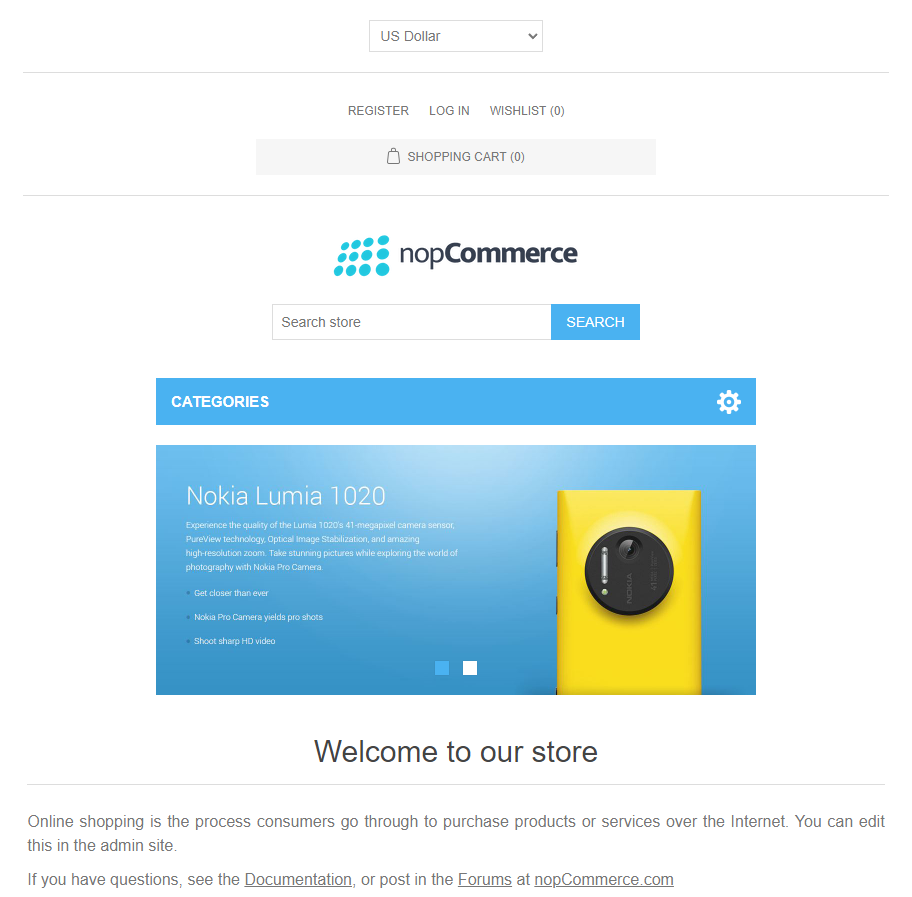 US Dollar
REGISTER LOG IN WISHLIST (0)
SHOPPING CART (0)
nopCommerce
Search store SEARCH
CATEGORIES
Nokia Lumia 1020
Experience the quality of the Lumia 1020's 41-megapixel camera sensor,
PureView technology, Optical Image Stabilization, and amazing
high-resolution zoom. Take stunning pictures while exploring the world of
photography with Nokia Pro Camera.
Get closer than ever
Nokia Pro Camera yields pro shots
Shoot sharp HD video
NOKIA
Welcome to our store
Online shopping is the process consumers go through to purchase products or services over the Internet. You can edit
this in the admin site.
If you have questions, see the Documentation, or post in the Forums at nopCommerce.com